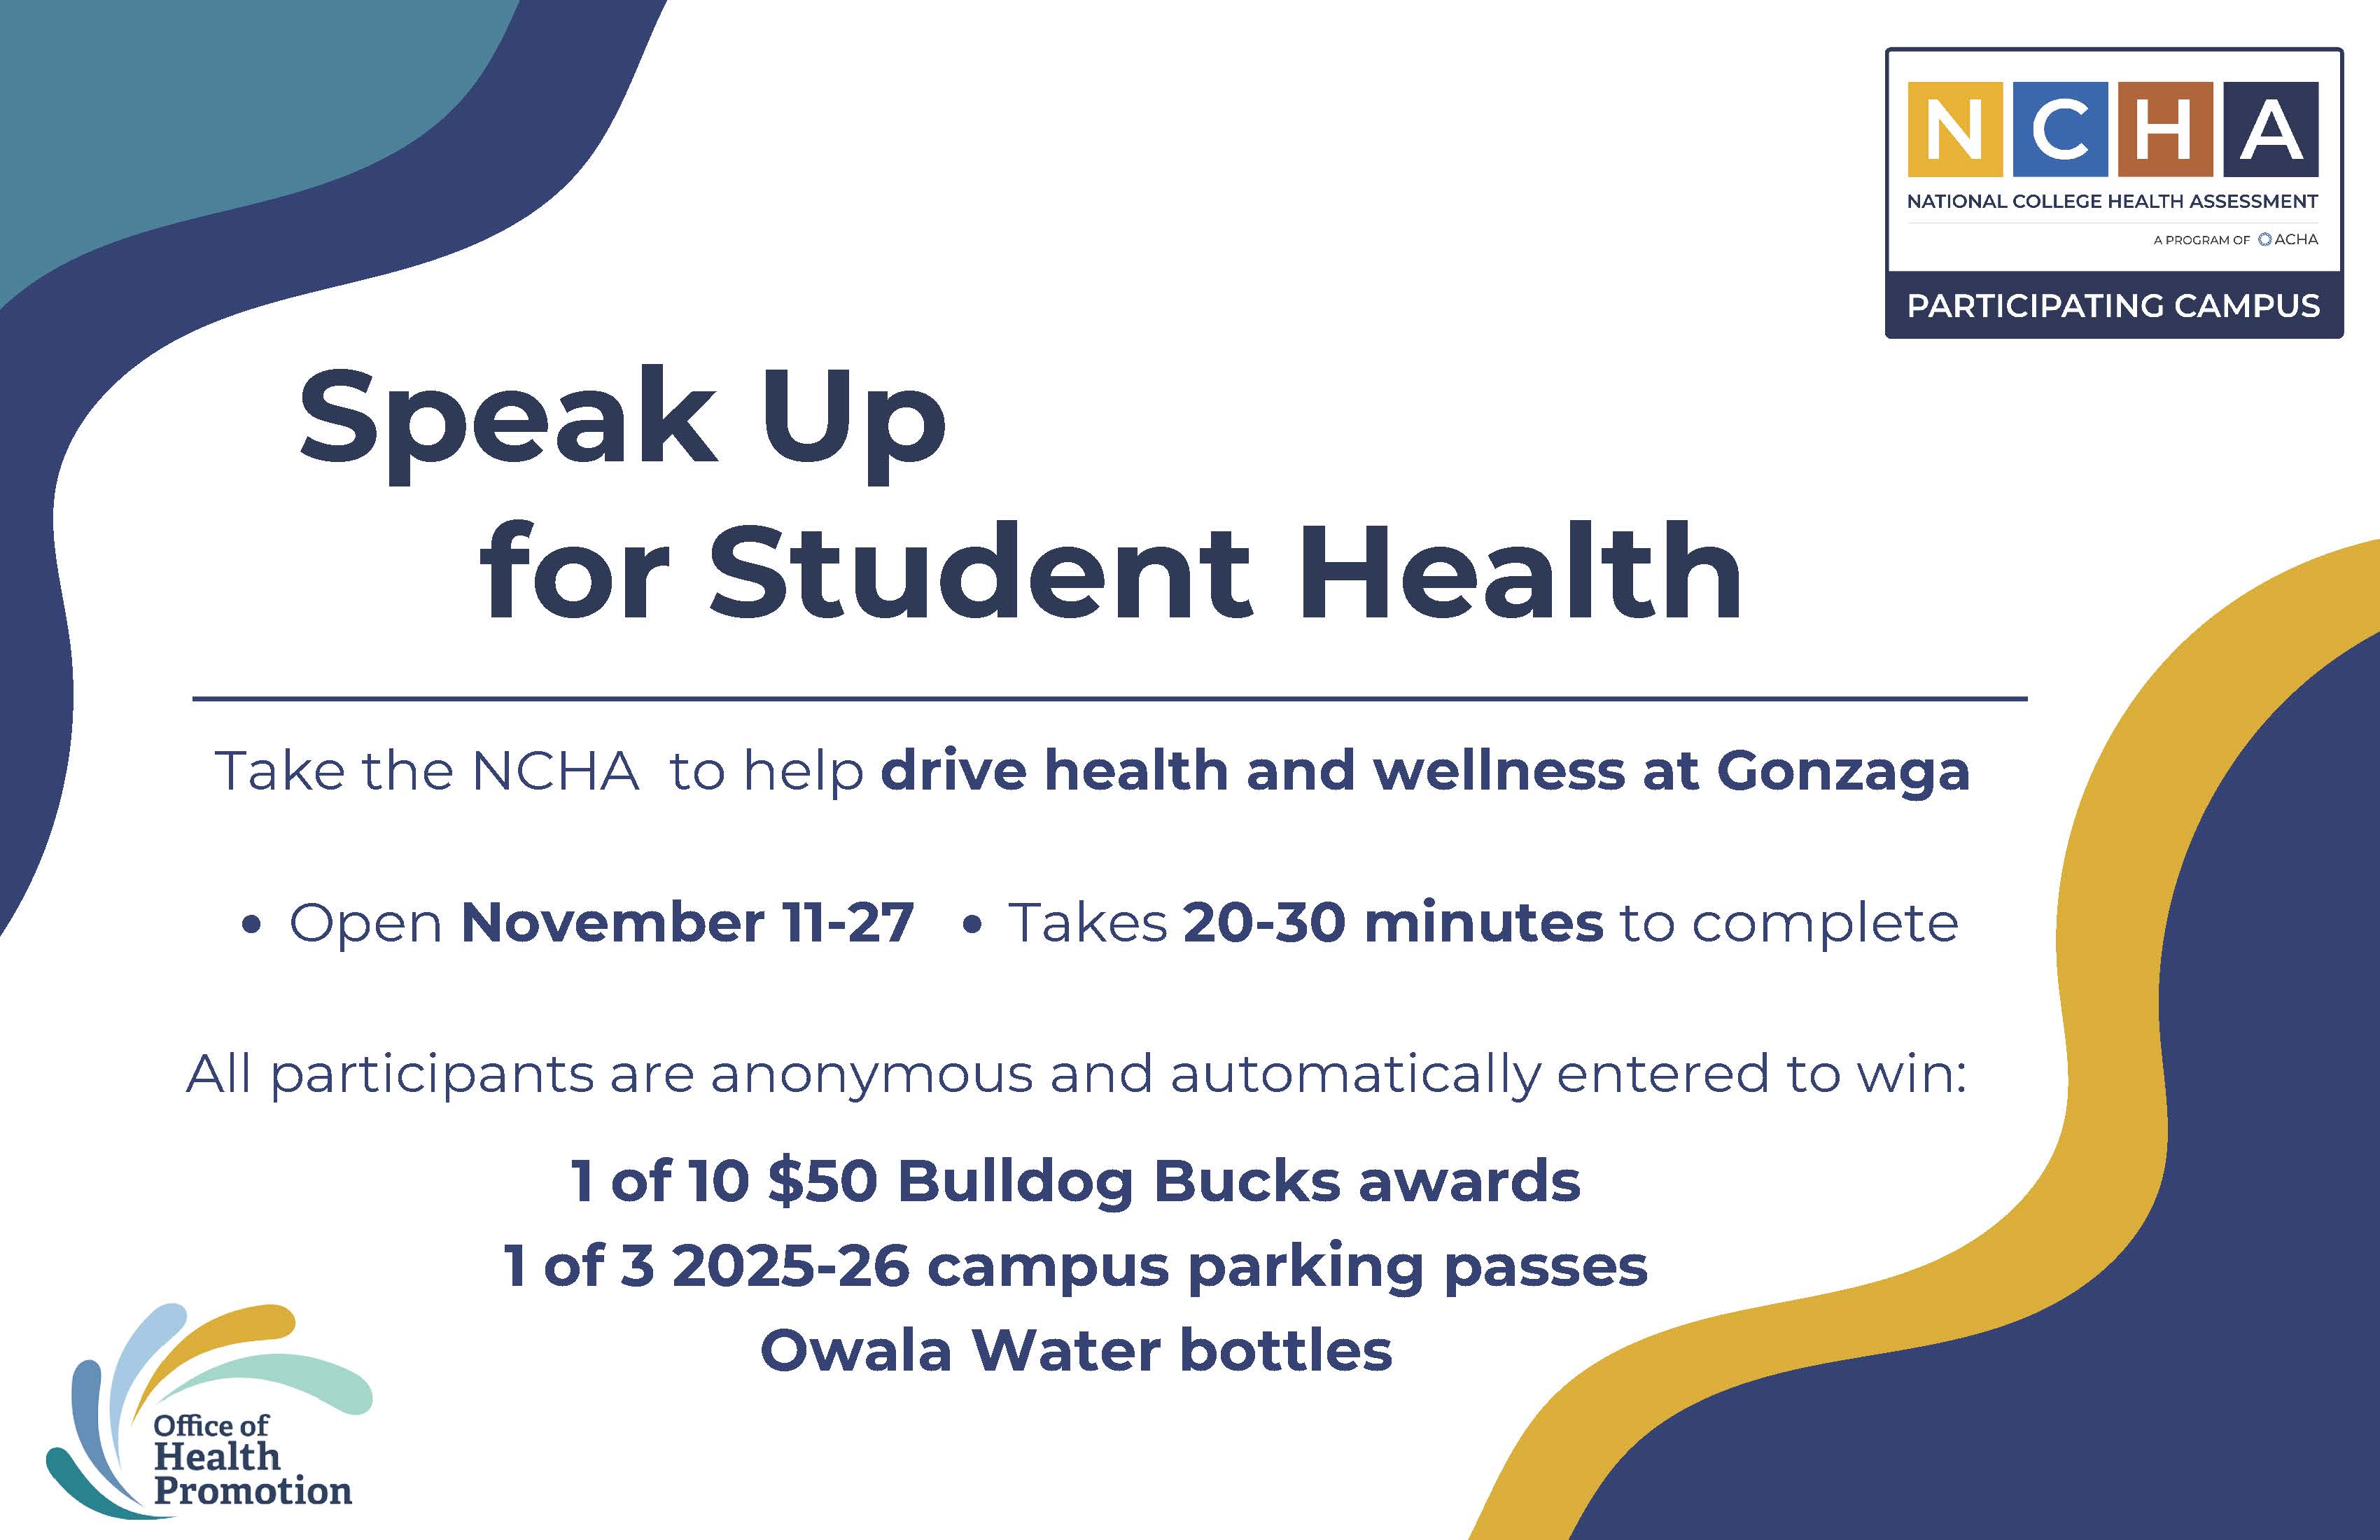 N C H A
NATIONAL COLLEGE HEALTH ASSESSMENT
A PROGRAM OF ACHA
PARTICIPATING CAMPUS
Speak Up
for Student Health
Take the NCHA to help drive health and wellness at Gonzaga
• Open November 11-27 • Takes 20-30 minutes to complete
All participants are anonymous and automatically entered to win:
1 of 10 $50 Bulldog Bucks awards
1 of 3 2025-26 campus parking passes
Owala Water bottles
Office of
Health
Promotion